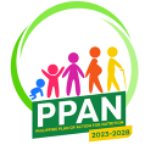 PPAN
PHILIPPINE PLAN OF ACTION FOR NUTRITION
2023-2028